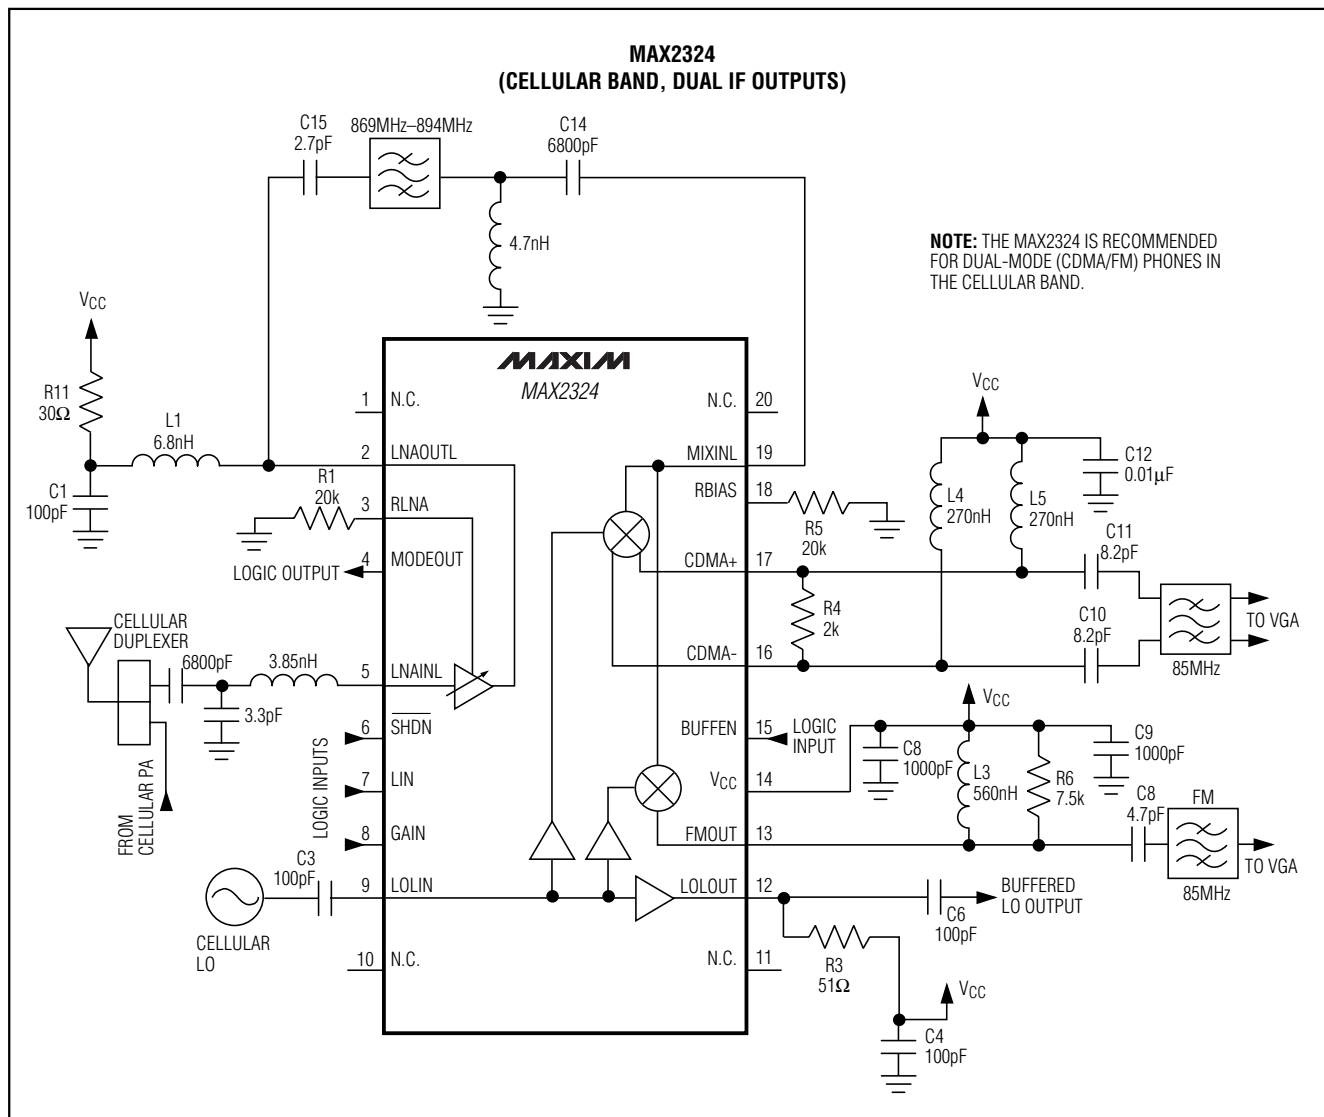 MAX2324
(CELLULAR BAND, DUAL IF OUTPUTS)
C15
2.7pF
869MHz–894MHz
C14
6800pF
4.7nH
NOTE: THE MAX2324 IS RECOMMENDED
FOR DUAL-MODE (CDMA/FM) PHONES IN
THE CELLULAR BAND.
VCC
R11
30Ω
L1
6.8nH
C1
100pF
R1
20k
MAXIM
MAX2324
1 N.C.
2 LNAOUTL
3 RLNA
4 MODEOUT
LOGIC OUTPUT
5 LNAINL
6 SHDN
7 LIN
8 GAIN
9 LOLIN
10 N.C.
N.C. 20
MIXINL 19
RBIAS 18
CDMA+ 17
CDMA- 16
BUFFEN 15
VCC 14
FMOUT 13
LOLOUT 12
N.C. 11
CELLULAR
DUPLEXER
6800pF
3.85nH
3.3pF
FROM
CELLULAR PA
LOGIC INPUTS
C3
100pF
CELLULAR
LO
R5
20k
VCC
L4
270nH
L5
270nH
C12
0.01µF
C11
8.2pF
R4
2k
C10
8.2pF
TO VGA
85MHz
LOGIC
INPUT
VCC
C8
1000pF
L3
560nH
R6
7.5k
C9
1000pF
C8
4.7pF
FM
TO VGA
85MHz
BUFFERED
LO OUTPUT
C6
100pF
R3
51Ω
VCC
C4
100pF